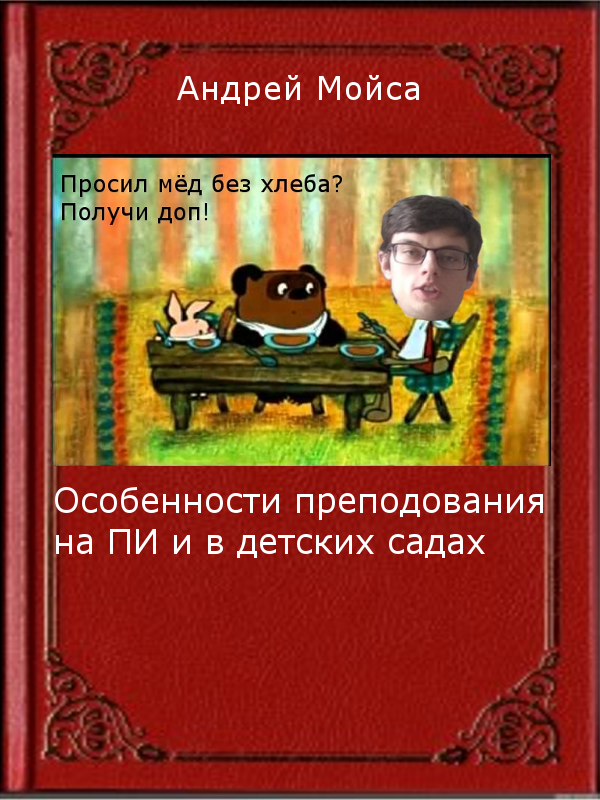 Андрей Мойса
Просил мёд без хлеба?
Получи доп!
Особенности преподования
на ПИ и в детских садах